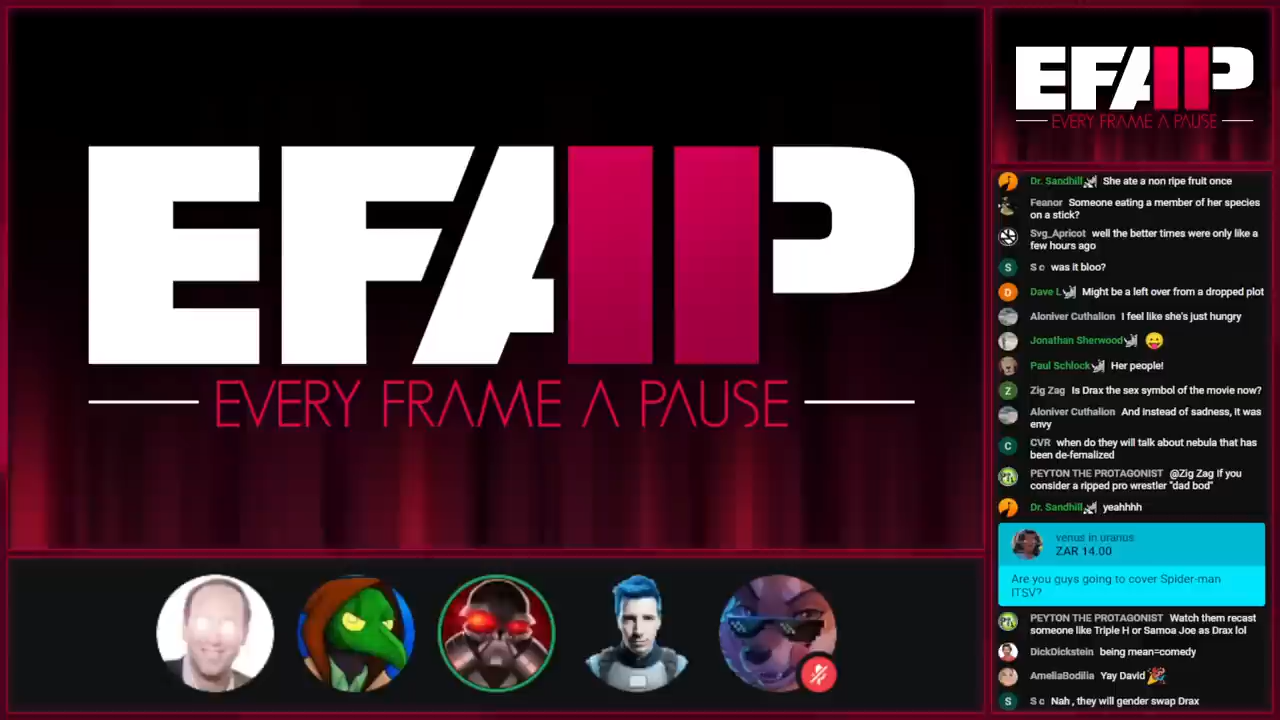 EFAP
EVERY FRAME A PAUSE
EFAP
EVERY FRAME A PAUSE
Dr. Sandhill She ate a non ripe fruit once
Feanor Someone eating a member of her species
on a stick?
Svg_Apricot well the better times were only like a
few hours ago
S
S c was it bloo?
D
Dave L Might be a left over from a dropped plot
Aloniver Cuthalion I feel like she's just hungry
Jonathan Sherwood 😛
Paul Schlock Her people!
Z
Zig Zag Is Drax the sex symbol of the movie now?
Aloniver Cuthalion And instead of sadness, it was
envy
C
CVR when do they will talk about nebula that has
been de-femalized
PEYTON THE PROTAGONIST @Zig Zag If you
consider a ripped pro wrestler "dad bod"
Dr. Sandhill yeahhhh
venus in uranus
ZAR 14.00
Are you guys going to cover Spider-man
ITSV?
PEYTON THE PROTAGONIST Watch them recast
someone like Triple H or Samoa Joe as Drax lol
DickDickstein being mean=comedy
AmeliaBodilia Yay David 🎉
S
S c Nah , they will gender swap Drax